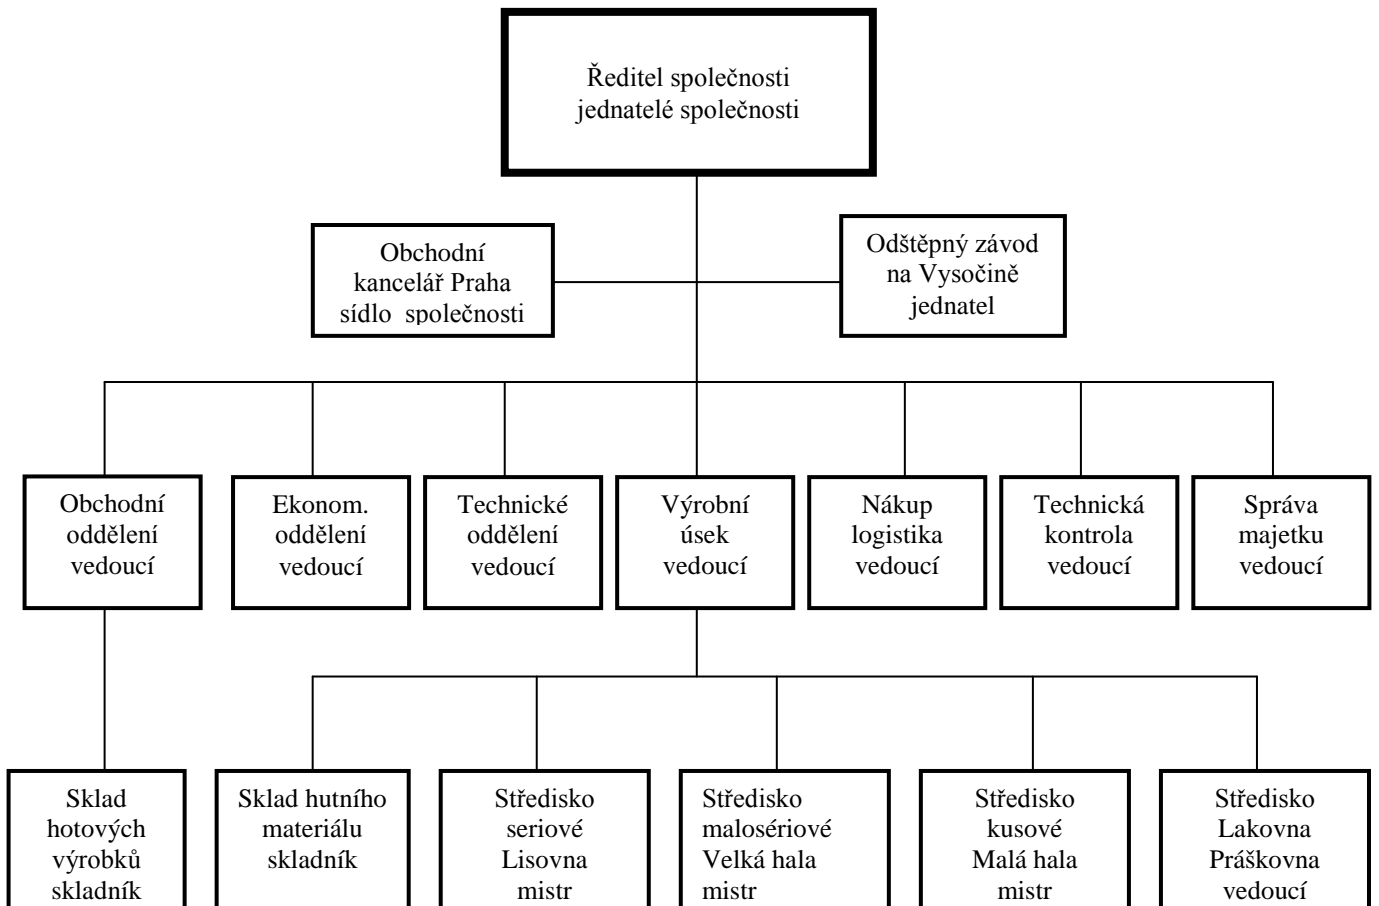 Ředitel společnosti
jednatelé společnosti
Obchodní
kancelář Praha
sídlo  společnosti
Odštěpný závod
na Vysočině
jednatel
Obchodní
oddělení
vedoucí
Ekonom.
oddělení
vedoucí
Technické
oddělení
vedoucí
Výrobní
úsek
vedoucí
Nákup
logistika
vedoucí
Technická
kontrola
vedoucí
Správa
majetku
vedoucí
Sklad
hotových
výrobků
skladník
Sklad hutního
materiálu
skladník
Středisko
seriové
Lisovna
mistr
Středisko
malosériové
Velká hala
mistr
Středisko
kusové
Malá hala
mistr
Středisko
Lakovna
Práškovna
vedoucí